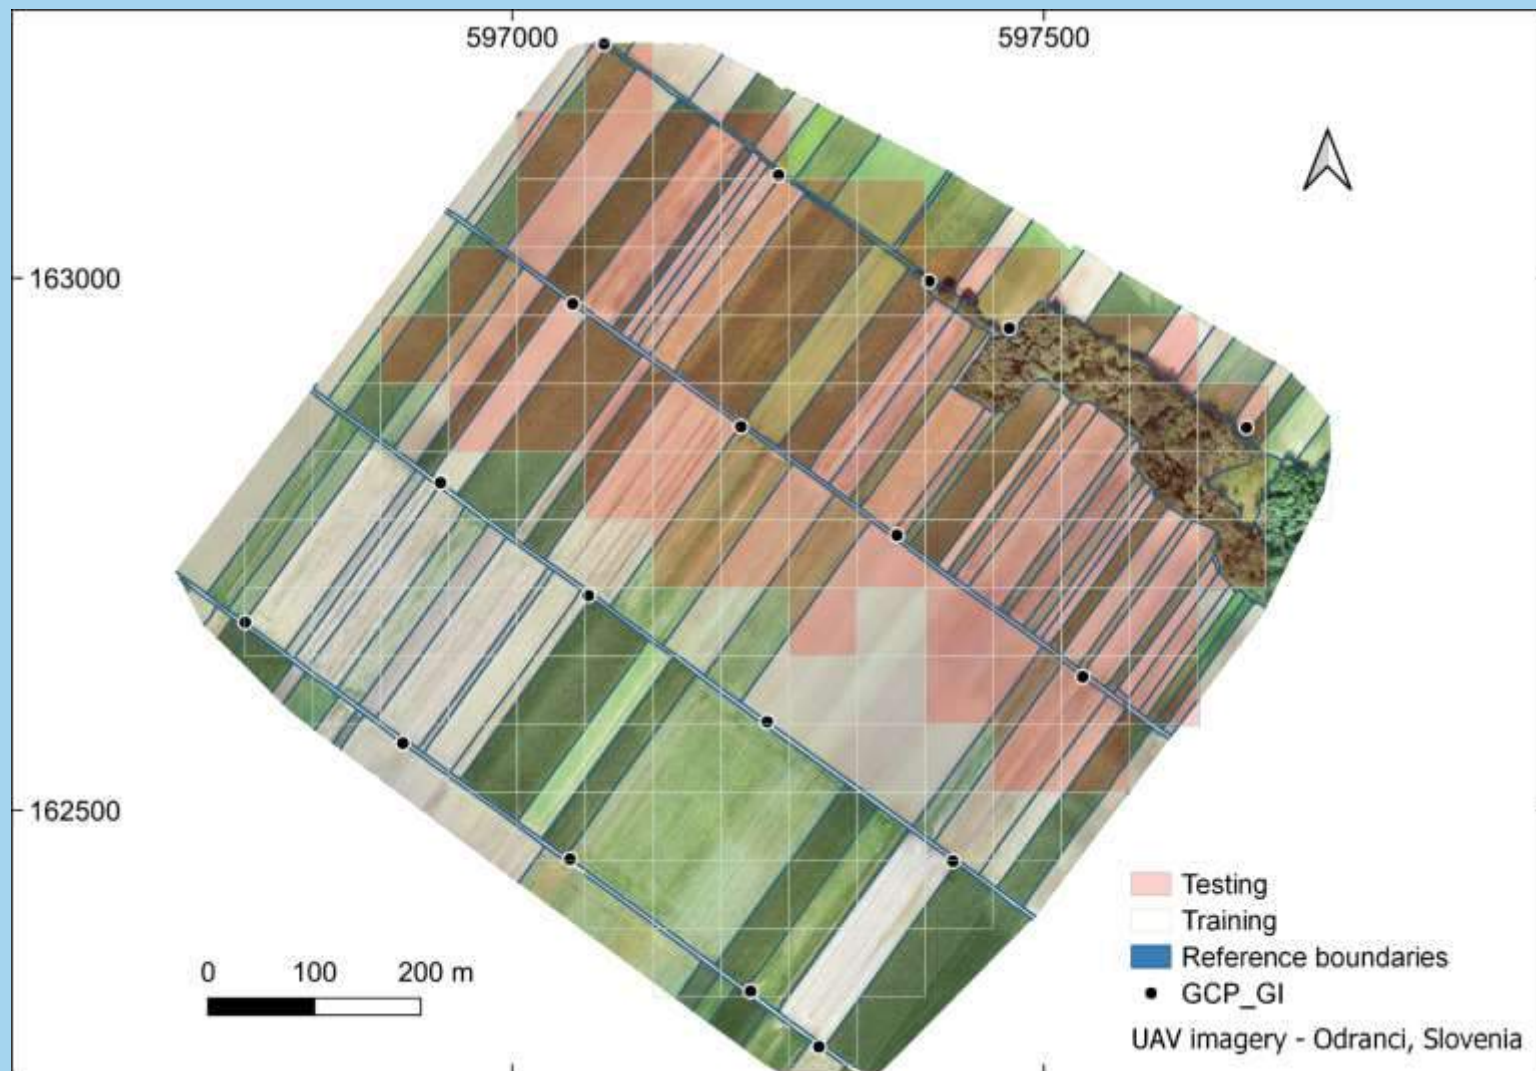 597000
597500
163000
162500
0 100 200 m
Testing
Training
Reference boundaries
GCP_GI
UAV imagery - Odranci, Slovenia